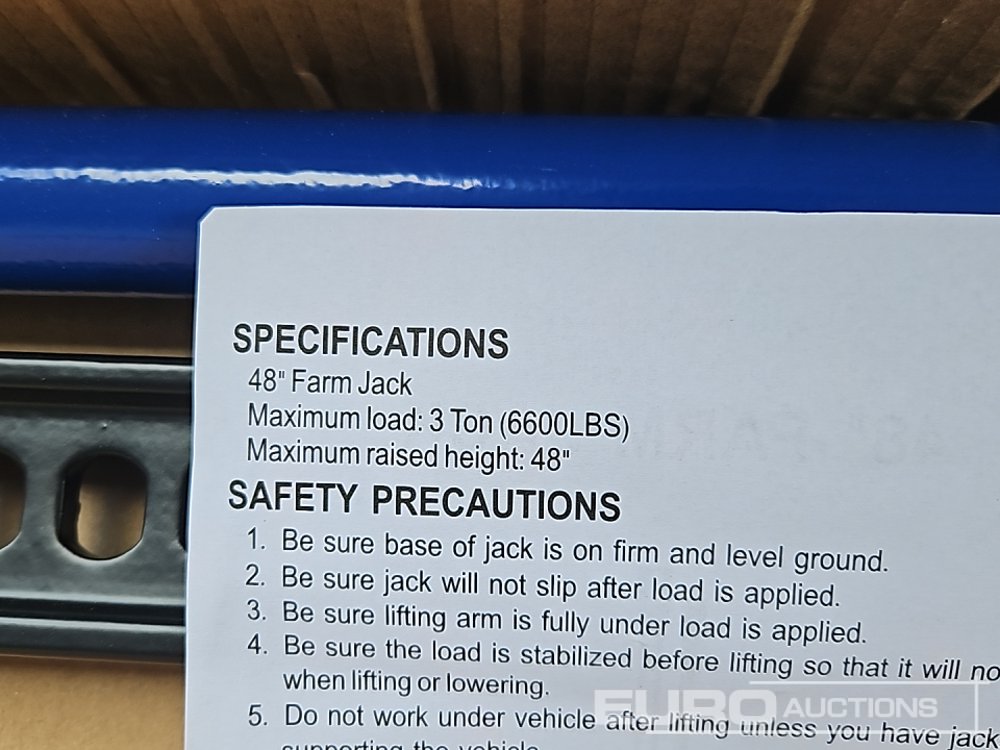 SPECIFICATIONS
48" Farm Jack
Maximum load: 3 Ton (6600LBS)
Maximum raised height: 48"
SAFETY PRECAUTIONS
1. Be sure base of jack is on firm and level ground.
2. Be sure jack will not slip after load is applied.
3. Be sure lifting arm is fully under load is applied.
4. Be sure the load is stabilized before lifting so that it will no
when lifting or lowering.
5. Do not work under vehicle after lifting unless you have jack
supporting the vehicle.
EURO AUCTIONS